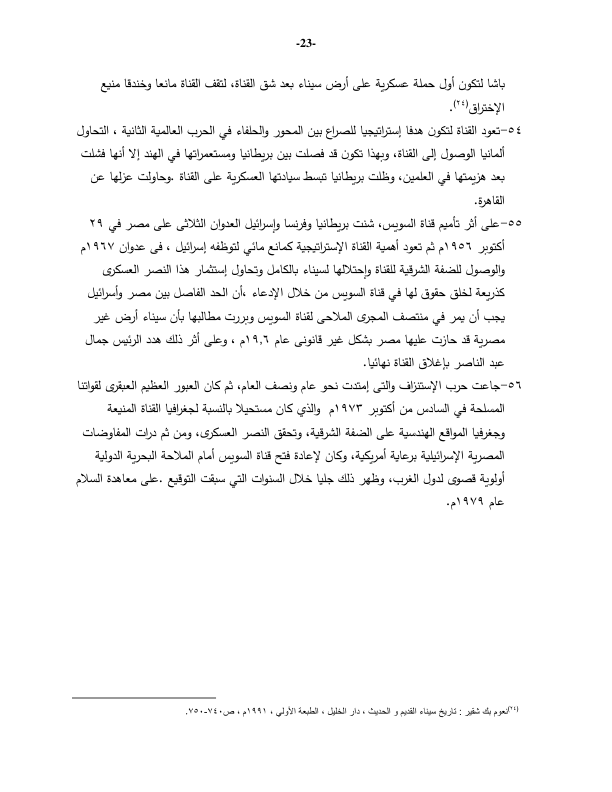 -23-
باشا لتكون أول حملة عسكرية على أرض سيناء بعد شق القناة، لتقف القناة مانعا وخندقا منيع
الإختراق(٢٤).
٥٤-تعود القناة لتكون هدفا إستراتيجيا للصراع بين المحور والحلفاء في الحرب العالمية الثانية ، التحاول
ألمانيا الوصول إلى القناة، وبهذا تكون قد فصلت بين بريطانيا ومستعمراتها في الهند إلا أنها فشلت
بعد هزيمتها في العلمين، وظلت بريطانيا تبسط سيادتها العسكرية على القناة .وحاولت عزلها عن
القاهرة.
٥٥-على أثر تأميم قناة السويس، شنت بريطانيا وفرنسا وإسرائيل العدوان الثلاثى على مصر في ٢٩
أكتوبر ١٩٥٦م ثم تعود أهمية القناة الإستراتيجية كمانع مائي لتوظفه إسرائيل ، فى عدوان ١٩٦٧م
والوصول للضفة الشرقية للقناة وإحتلالها لسيناء بالكامل وتحاول إستثمار هذا النصر العسكرى
كذريعة لخلق حقوق لها في قناة السويس من خلال الإدعاء ،أن الحد الفاصل بين مصر وأسرائيل
يجب أن يمر في منتصف المجرى الملاحى لقناة السويس وبررت مطالبها بأن سيناء أرض غير
مصرية قد حازت عليها مصر بشكل غير قانونى عام ١٩,٦م ، وعلى أثر ذلك هدد الرئيس جمال
عبد الناصر بإغلاق القناة نهائيا.
٥٦-جاءت حرب الإستنزاف والتى إمتدت نحو عام ونصف العام، ثم كان العبور العظيم العبقرى لقواتنا
المسلحة في السادس من أكتوبر ١٩٧٣م والذي كان مستحيلا بالنسبة لجغرافيا القناة المنيعة
وجغرفيا المواقع الهندسية على الضفة الشرقية، وتحقق النصر العسكرى، ومن ثم درات المفاوضات
المصرية الإسرائيلية برعاية أمريكية، وكان لإعادة فتح قناة السويس أمام الملاحة البحرية الدولية
أولوية قصوى لدول الغرب، وظهر ذلك جليا خلال السنوات التي سبقت التوقيع .على معاهدة السلام
عام ١٩٧٩م.
(٢٤)نعوم بك شقير : تاريخ سيناء القديم و الحديث ، دار الخليل ، الطبعة الأولي ، ١٩٩١م ، ص٧٤٠-٧٥٠.